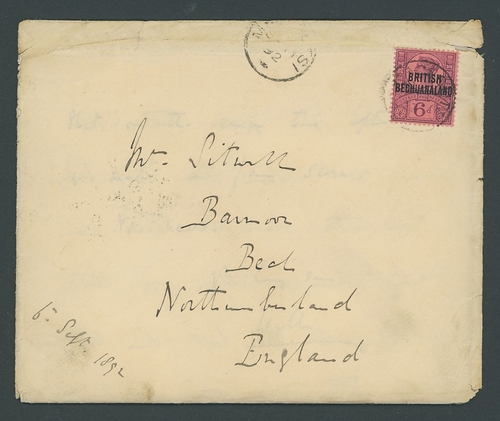 BRITISH
BECHUANALAND
6d
Mr. Sitwell
Barmoor
Beal
Northumberland
England
6. Sept. 1892